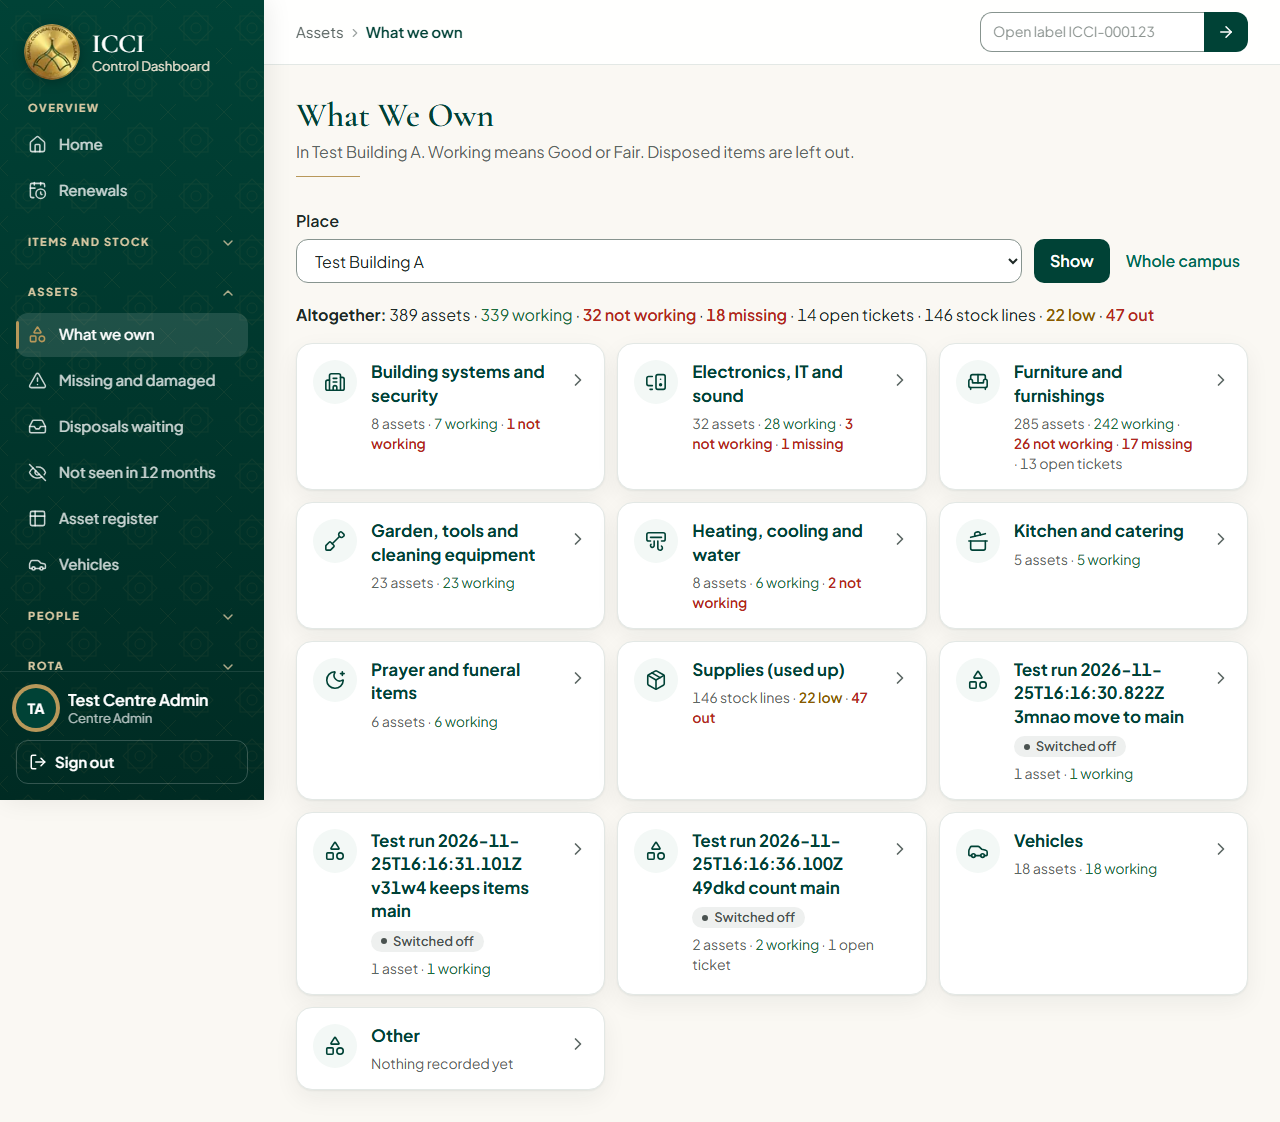 ICCI
Control Dashboard
OVERVIEW
Home
Renewals
ITEMS AND STOCK
ASSETS
What we own
Missing and damaged
Disposals waiting
Not seen in 12 months
Asset register
Vehicles
PEOPLE
ROTA
TA
Test Centre Admin
Centre Admin
Sign out
Assets > What we own
Open label ICCI-000123
What We Own
In Test Building A. Working means Good or Fair. Disposed items are left out.
Place
Test Building A
Show
Whole campus
Altogether: 389 assets · 339 working · 32 not working · 18 missing · 14 open tickets · 146 stock lines · 22 low · 47 out
Building systems and
security
8 assets · 7 working · 1 not
working
Electronics, IT and
sound
32 assets · 28 working · 3
not working · 1 missing
Furniture and
furnishings
285 assets · 242 working ·
26 not working · 17 missing
· 13 open tickets
Garden, tools and
cleaning equipment
23 assets · 23 working
Heating, cooling and
water
8 assets · 6 working · 2 not
working
Kitchen and catering
5 assets · 5 working
Prayer and funeral
items
6 assets · 6 working
Supplies (used up)
146 stock lines · 22 low · 47
out
Test run 2026-11-
25T16:16:30.822Z
3mnao move to main
Switched off
1 asset · 1 working
Test run 2026-11-
25T16:16:31.101Z
v31w4 keeps items
main
Switched off
1 asset · 1 working
Test run 2026-11-
25T16:16:36.100Z
49dkd count main
Switched off
2 assets · 2 working · 1 open
ticket
Vehicles
18 assets · 18 working
Other
Nothing recorded yet